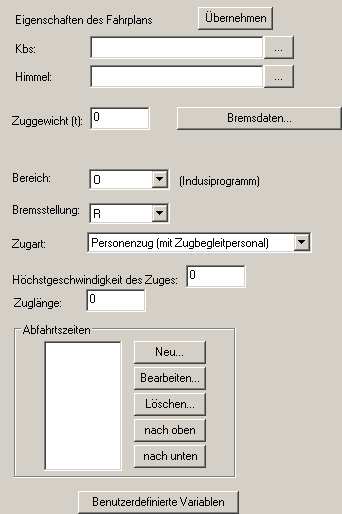 Eigenschaften des Fahrplans Übernehmen
Kbs: ...
Himmel: ...
Zuggewicht (t): 0 Bremsdaten...
Bereich: O (Indusiprogramm)
Bremsstellung: R
Zugart: Personenzug (mit Zugbegleitpersonal)
Höchstgeschwindigkeit des Zuges: 0
Zuglänge: 0
Abfahrtszeiten
Neu...
Bearbeiten...
Löschen...
nach oben
nach unten
Benutzerdefinierte Variablen